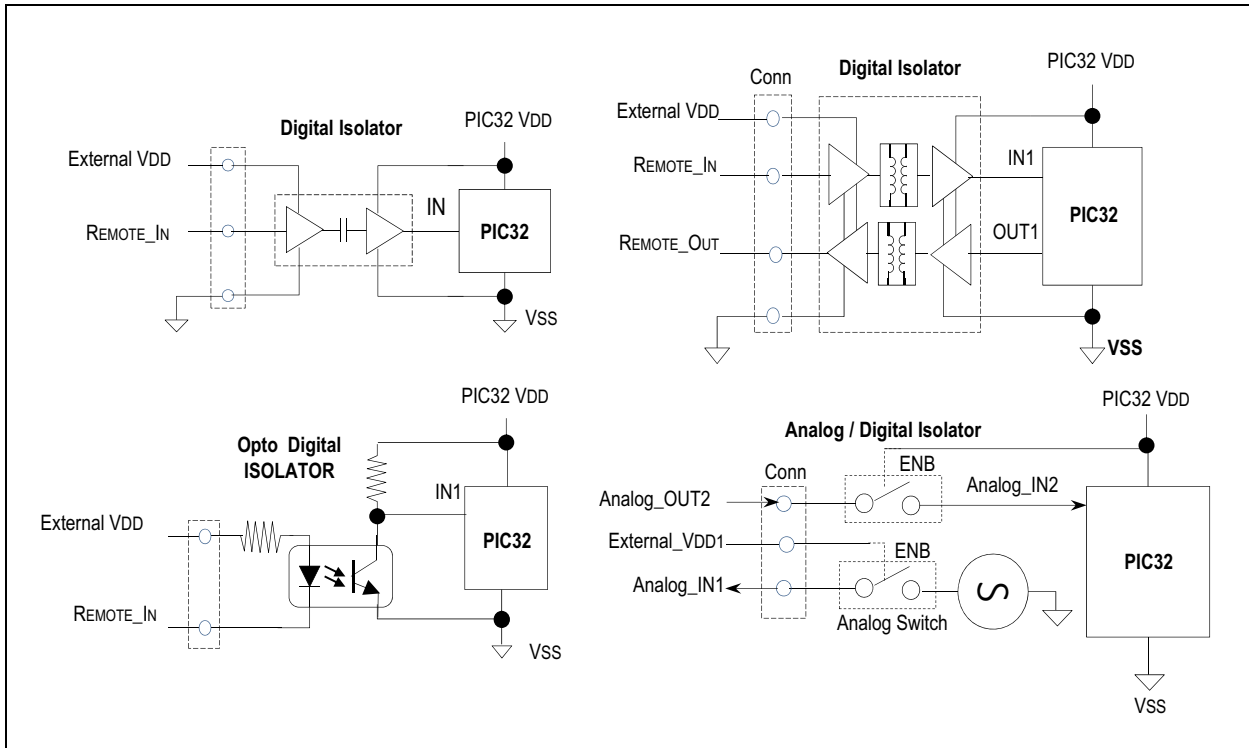 Digital Isolator
PIC32 VDD
External VDD
REMOTE_IN
IN
PIC32
VSS
PIC32 VDD
Digital Isolator
Conn
External VDD
REMOTE_IN
IN1
PIC32
REMOTE_OUT
OUT1
VSS
PIC32 VDD
Opto Digital
ISOLATOR
IN1
External VDD
PIC32
REMOTE_IN
VSS
PIC32 VDD
Analog / Digital Isolator
Conn
ENB
Analog_OUT2
Analog_IN2
External_VDD1
ENB
PIC32
Analog_IN1
S
Analog Switch
VSS